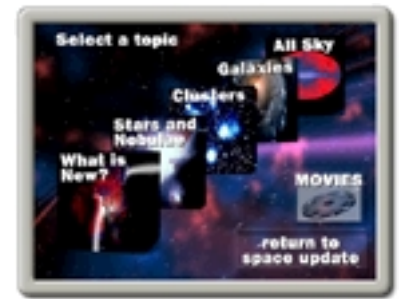 Select a topic
All Sky
Galaxies
Clusters
Stars and
Nebulae
What is
New?
MOVIES
return to
space update